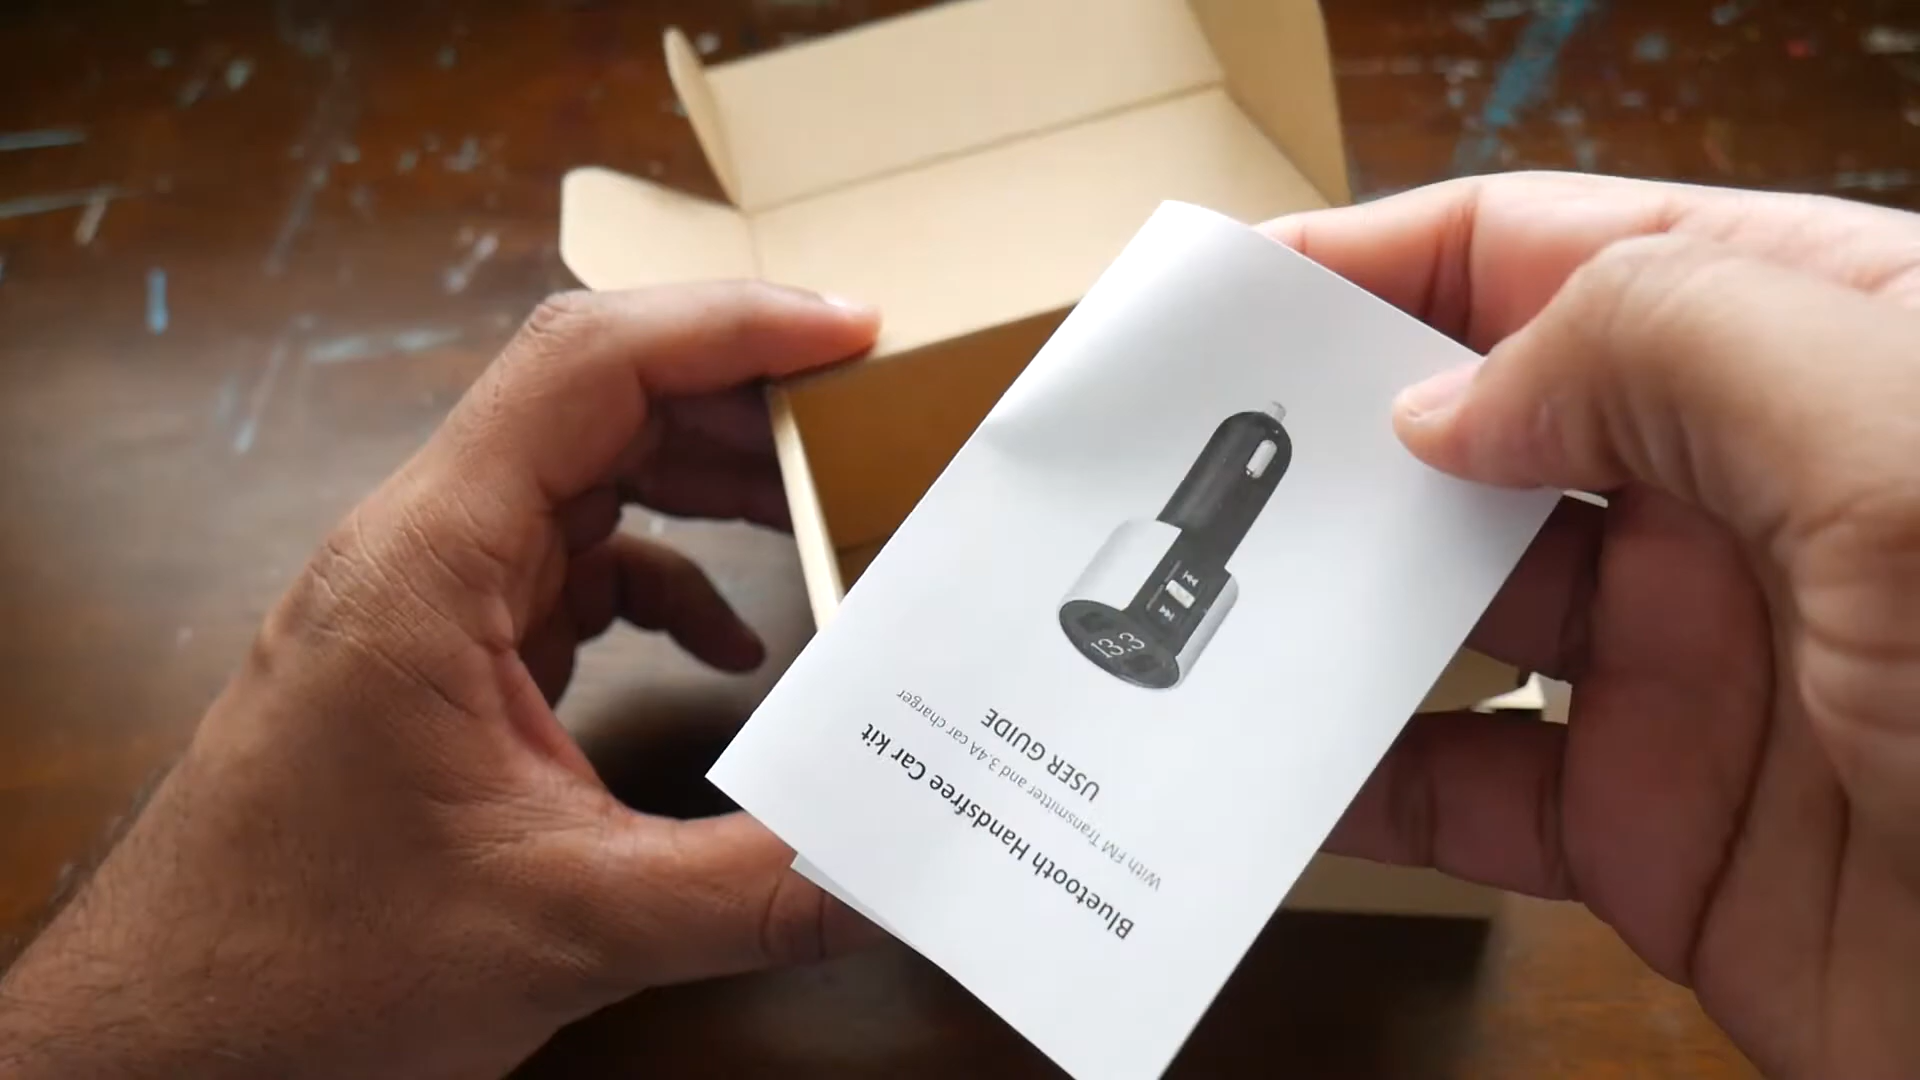 Bluetooth Handsfree Car kit
With FM Transmitter and 3.4A car charger
USER GUIDE
13.3